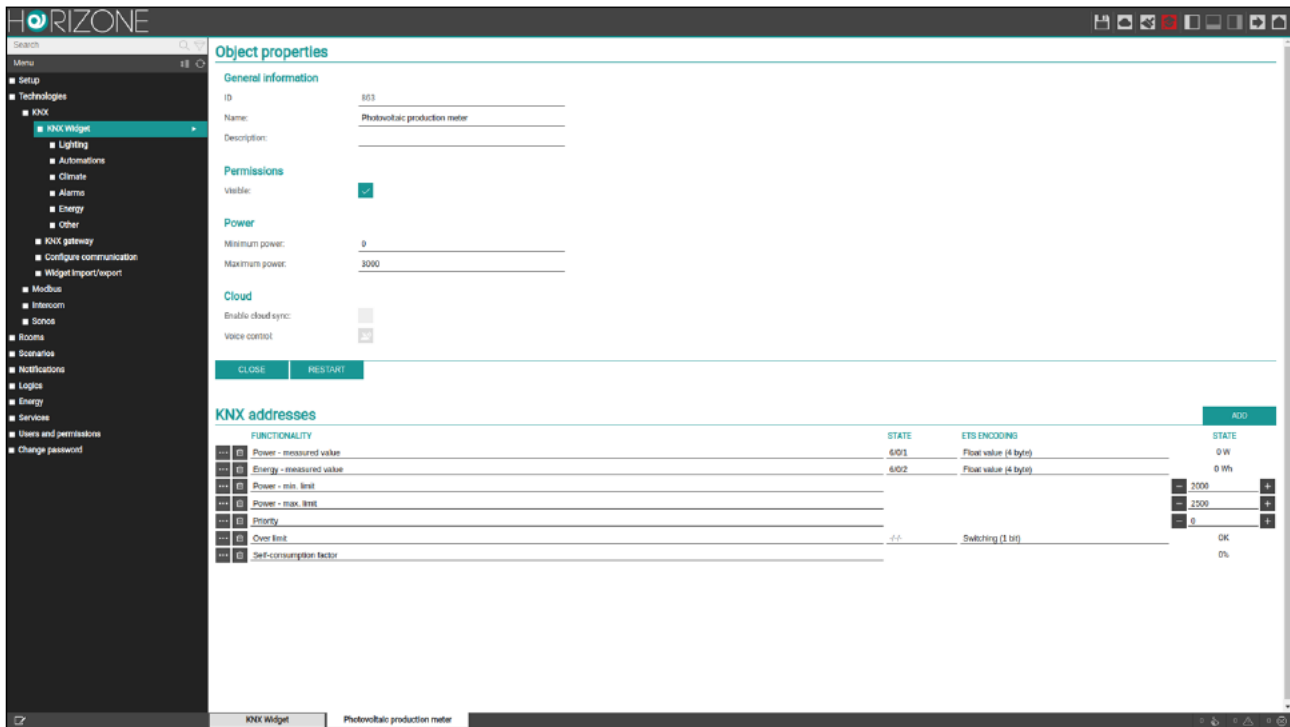 HORIZONE
Search
Menu
Setup
Technologies
KNX
KNX Widget
Lighting
Automations
Climate
Alarms
Energy
Other
KNX gateway
Configure communication
Widget import/export
Modbus
Intercom
Sonos
Rooms
Scenarios
Notifications
Logics
Energy
Services
Users and permissions
Change password
Object properties
General information
ID 863
Name: Photovoltaic production meter
Description:
Permissions
Visible:
Power
Minimum power: 0
Maximum power: 3000
Cloud
Enable cloud sync:
Voice control:
CLOSE RESTART
KNX addresses ADD
FUNCTIONALITY STATE ETS ENCODING STATE
Power - measured value 6/0/1 Float value (4 byte) 0 W
Energy - measured value 6/0/2 Float value (4 byte) 0 Wh
Power - min. limit - 2000 +
Power - max. limit - 2500 +
Priority - 0 +
Over limit -/-/- Switching (1 bit) OK
Self-consumption factor 0%
KNX Widget Photovoltaic production meter 0 0 0